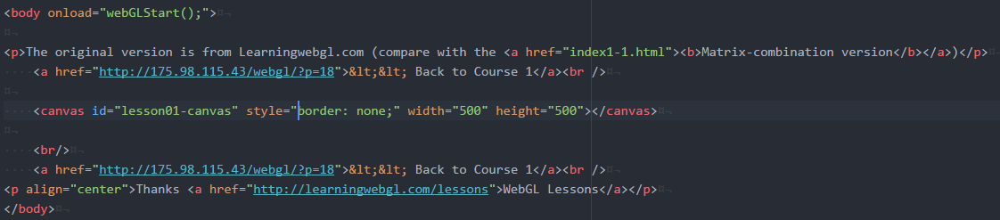 <body onload="webGLStart();">
<p>The original version is from Learningwebgl.com (compare with the <a href="index1-1.html"><b>Matrix-combination version</b></a>)</p>
<a href="http://175.98.115.43/webgl/?p=18">&lt;&lt; Back to Course 1</a><br />
<canvas id="lesson01-canvas" style="border: none;" width="500" height="500"></canvas>
<br/>
<a href="http://175.98.115.43/webgl/?p=18">&lt;&lt; Back to Course 1</a><br />
<p align="center">Thanks <a href="http://learningwebgl.com/lessons">WebGL Lessons</a></p>
</body>